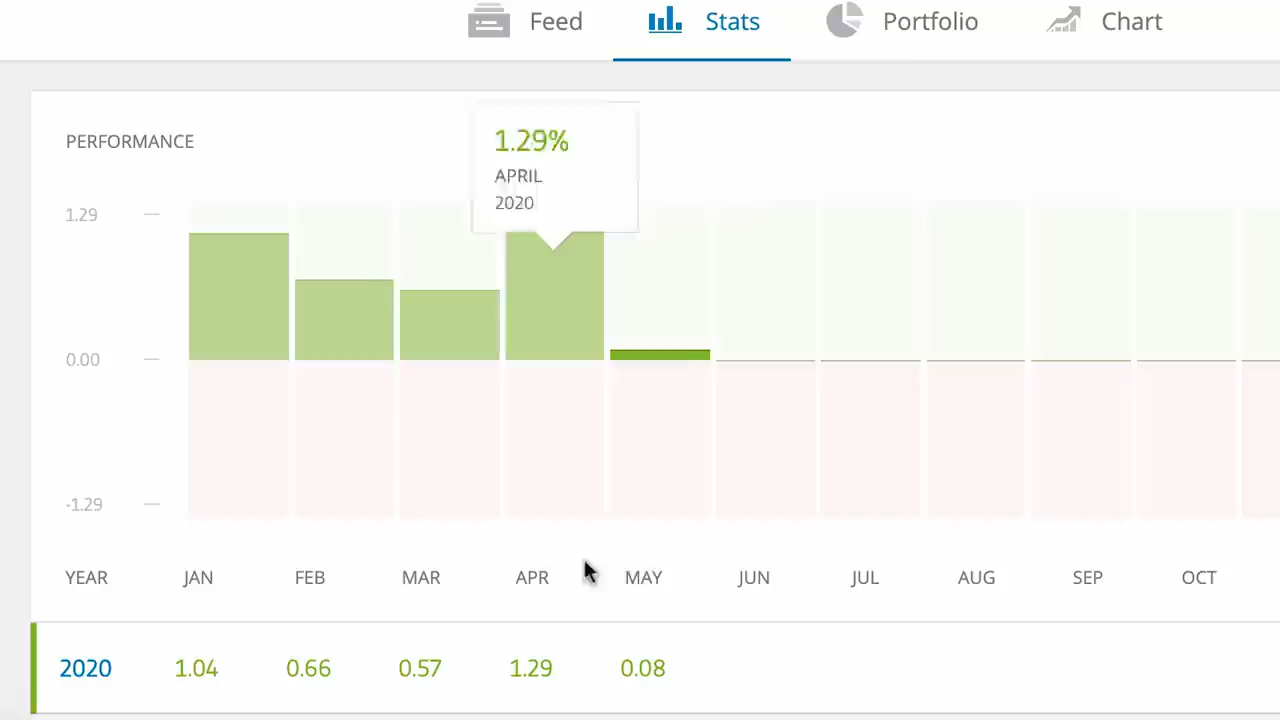 Feed Stats Portfolio Chart
PERFORMANCE
1.29%
APRIL
2020
1.29
0.00
-1.29
YEAR JAN FEB MAR APR MAY JUN JUL AUG SEP OCT
2020 1.04 0.66 0.57 1.29 0.08